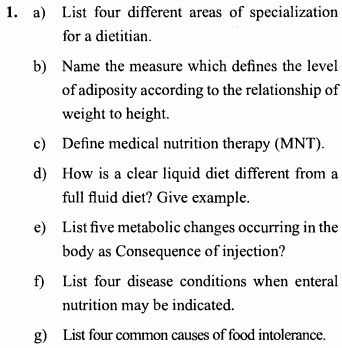 1. a) List four different areas of specialization
for a dietitian.
b) Name the measure which defines the level
of adiposity according to the relationship of
weight to height.
c) Define medical nutrition therapy (MNT).
d) How is a clear liquid diet different from a
full fluid diet? Give example.
e) List five metabolic changes occurring in the
body as Consequence of injection?
f) List four disease conditions when enteral
nutrition may be indicated.
g) List four common causes of food intolerance.